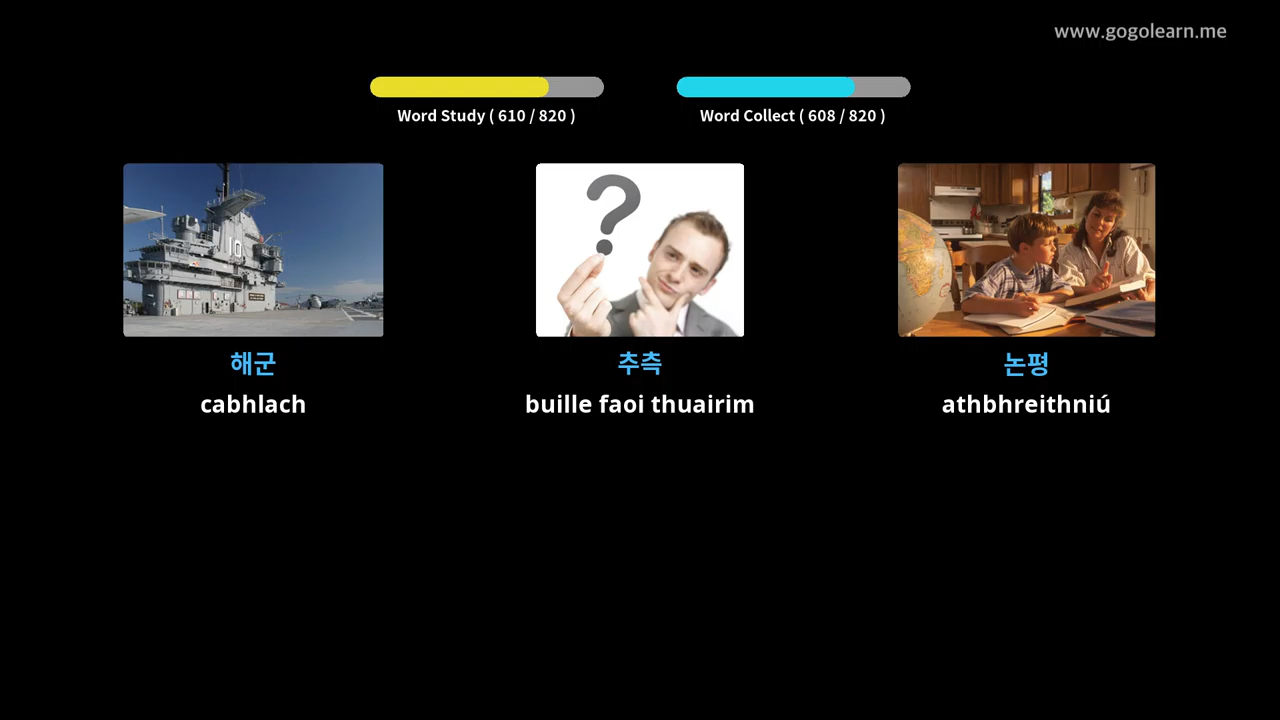 www.gogolearn.me
Word Study ( 610 / 820 )
Word Collect ( 608 / 820 )
10
해군
추측
논평
cabhlach
buille faoi thuairim
athbhreithniú